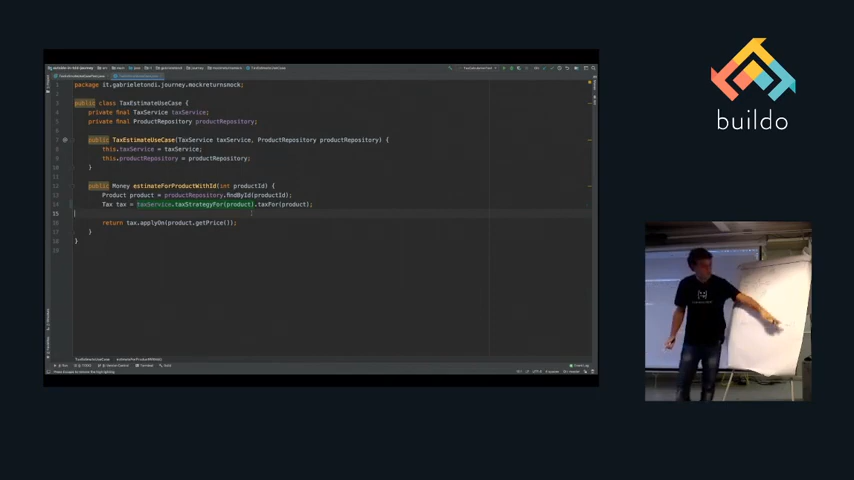 package it.gabrieletondi.journey.mockreturnsmock;
public class TaxEstimateUseCase {
private final TaxService taxService;
private final ProductRepository productRepository;
public TaxEstimateUseCase(TaxService taxService, ProductRepository productRepository) {
this.taxService = taxService;
this.productRepository = productRepository;
}
public Money estimateForProductWithId(int productId) {
Product product = productRepository.findById(productId);
Tax tax = taxService.taxStrategyFor(product).taxFor(product);
return tax.applyOn(product.getPrice());
}
}
buildo